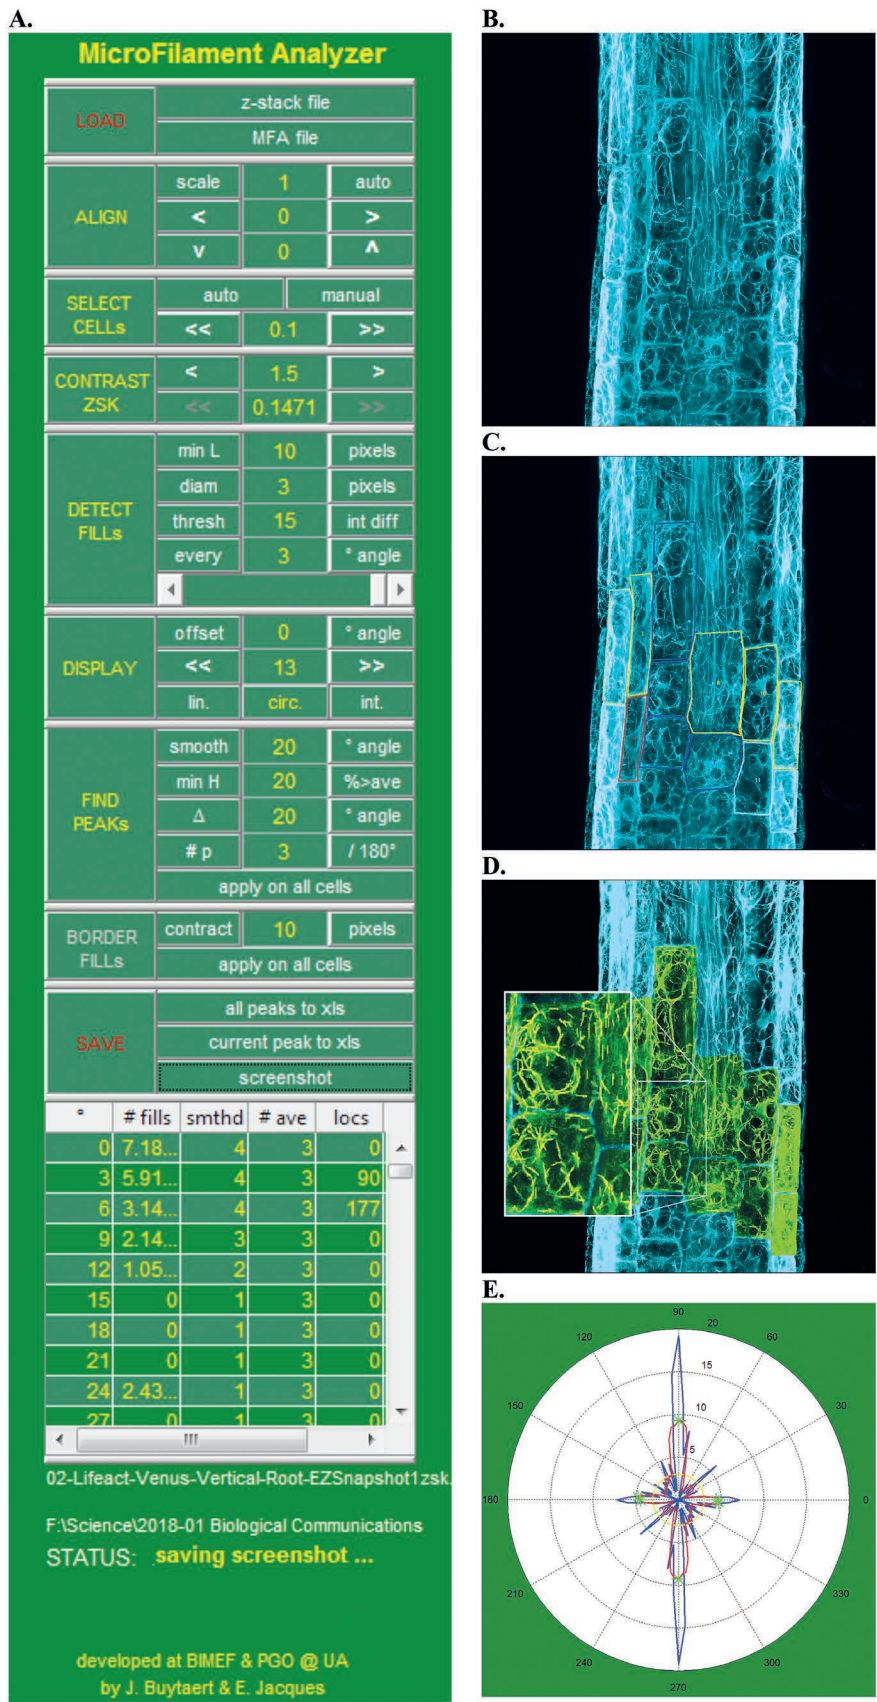 A.
MicroFilament Analyzer
LOAD
z-stack file
MFA file
ALIGN
scale 1 auto
< 0 >
v 0 ^
SELECT CELLs
auto manual
<< 0.1 >>
CONTRAST ZSK
< 1.5 >
<< 0.1471 >>
DETECT FILLs
min L 10 pixels
diam 3 pixels
thresh 15 int diff
every 3 ° angle
DISPLAY
offset 0 ° angle
<< 13 >>
lin. circ. int.
FIND PEAKs
smooth 20 ° angle
min H 20 %>ave
Δ 20 ° angle
# p 3 / 180°
apply on all cells
BORDER FILLs
contract 10 pixels
apply on all cells
SAVE
all peaks to xls
current peak to xls
screenshot
° # fills smthd # ave locs
0 7.18... 4 3 0
3 5.91... 4 3 90
6 3.14... 4 3 177
9 2.14... 3 3 0
12 1.05... 2 3 0
15 0 1 3 0
18 0 1 3 0
21 0 1 3 0
24 2.43... 1 3 0
27 0 1 3 0
02-Lifeact-Venus-Vertical-Root-EZSnapshot1zsk.
F:\Science\2018-01 Biological Communications
STATUS: saving screenshot ...
developed at BIMEF & PGO @ UA
by J. Buytaert & E. Jacques
B.
C.
11
D.
E.
90
120 20 60
15
150 10 30
5
180 0
210 330
240 300
270